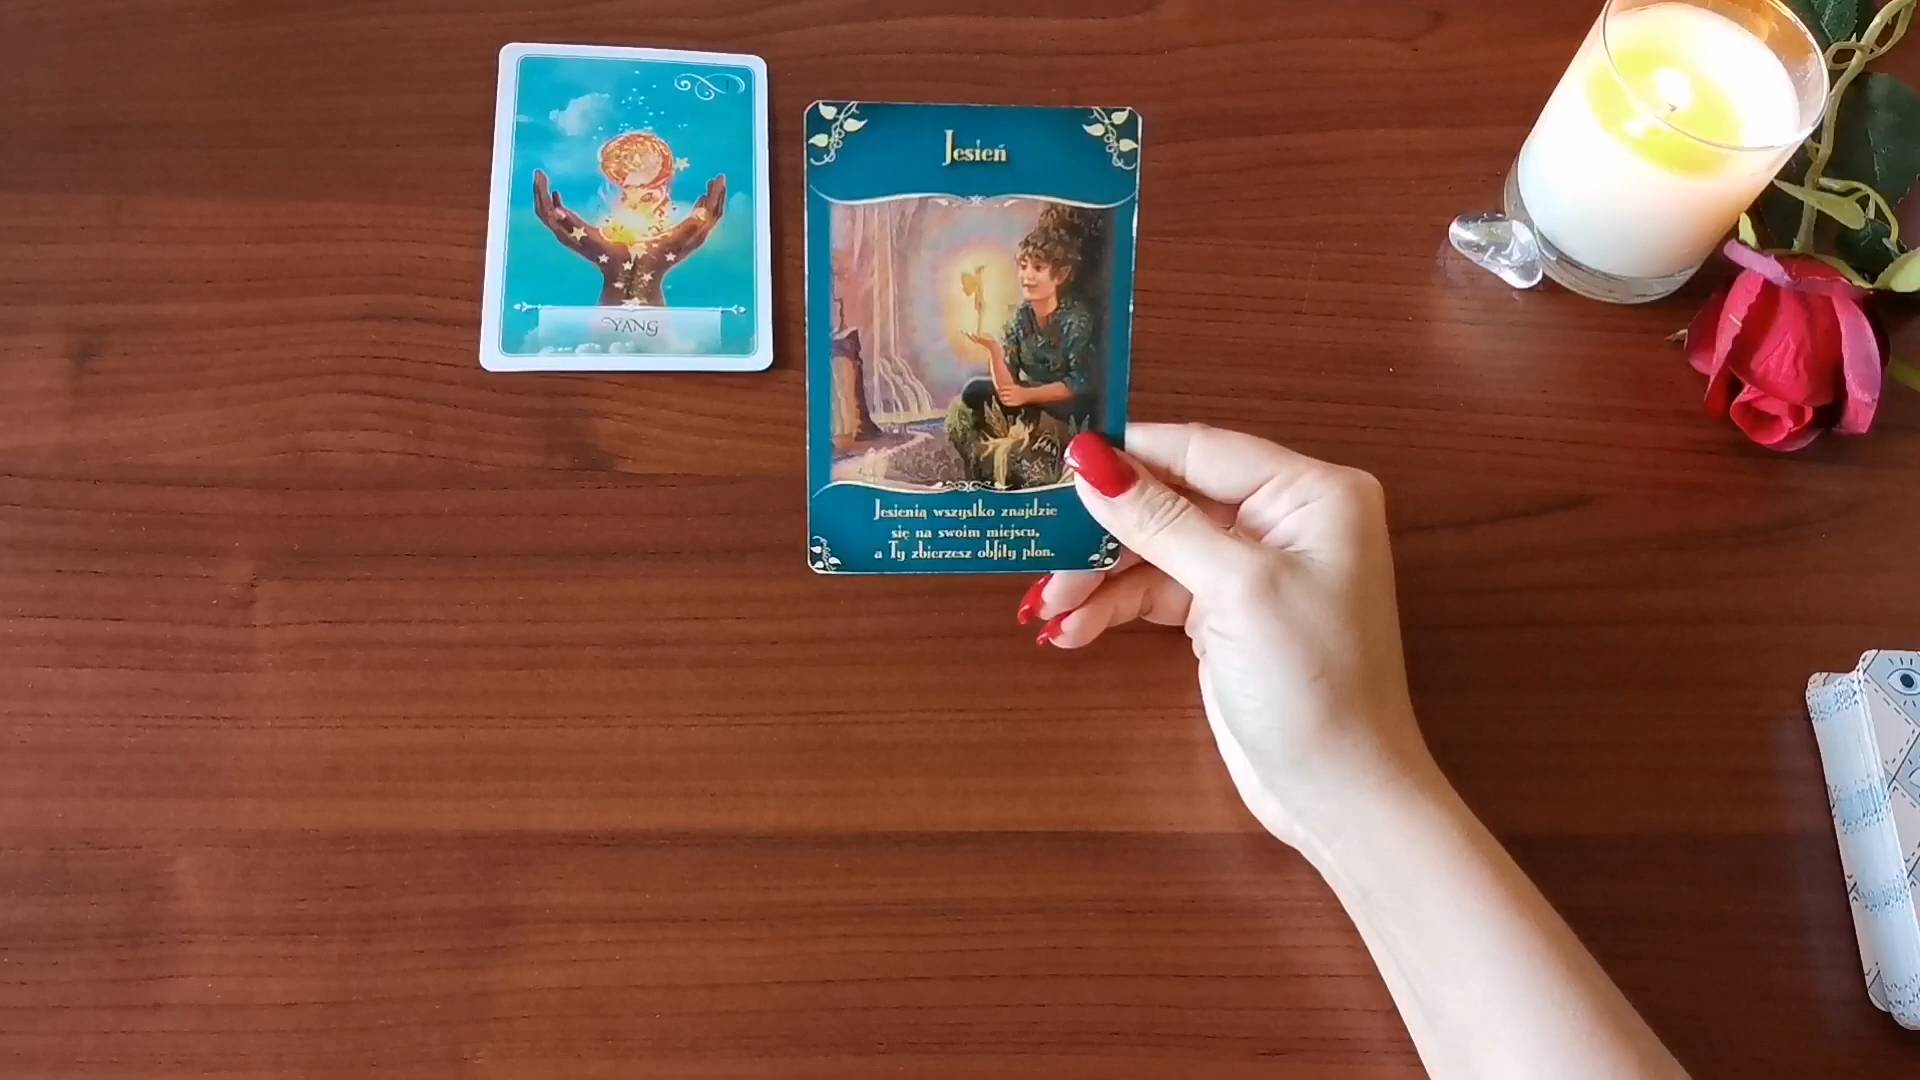 YANG
Jesień
Jesienią wszystko znajdzie
się na swoim miejscu,
a Ty zbierzesz obfity plon.